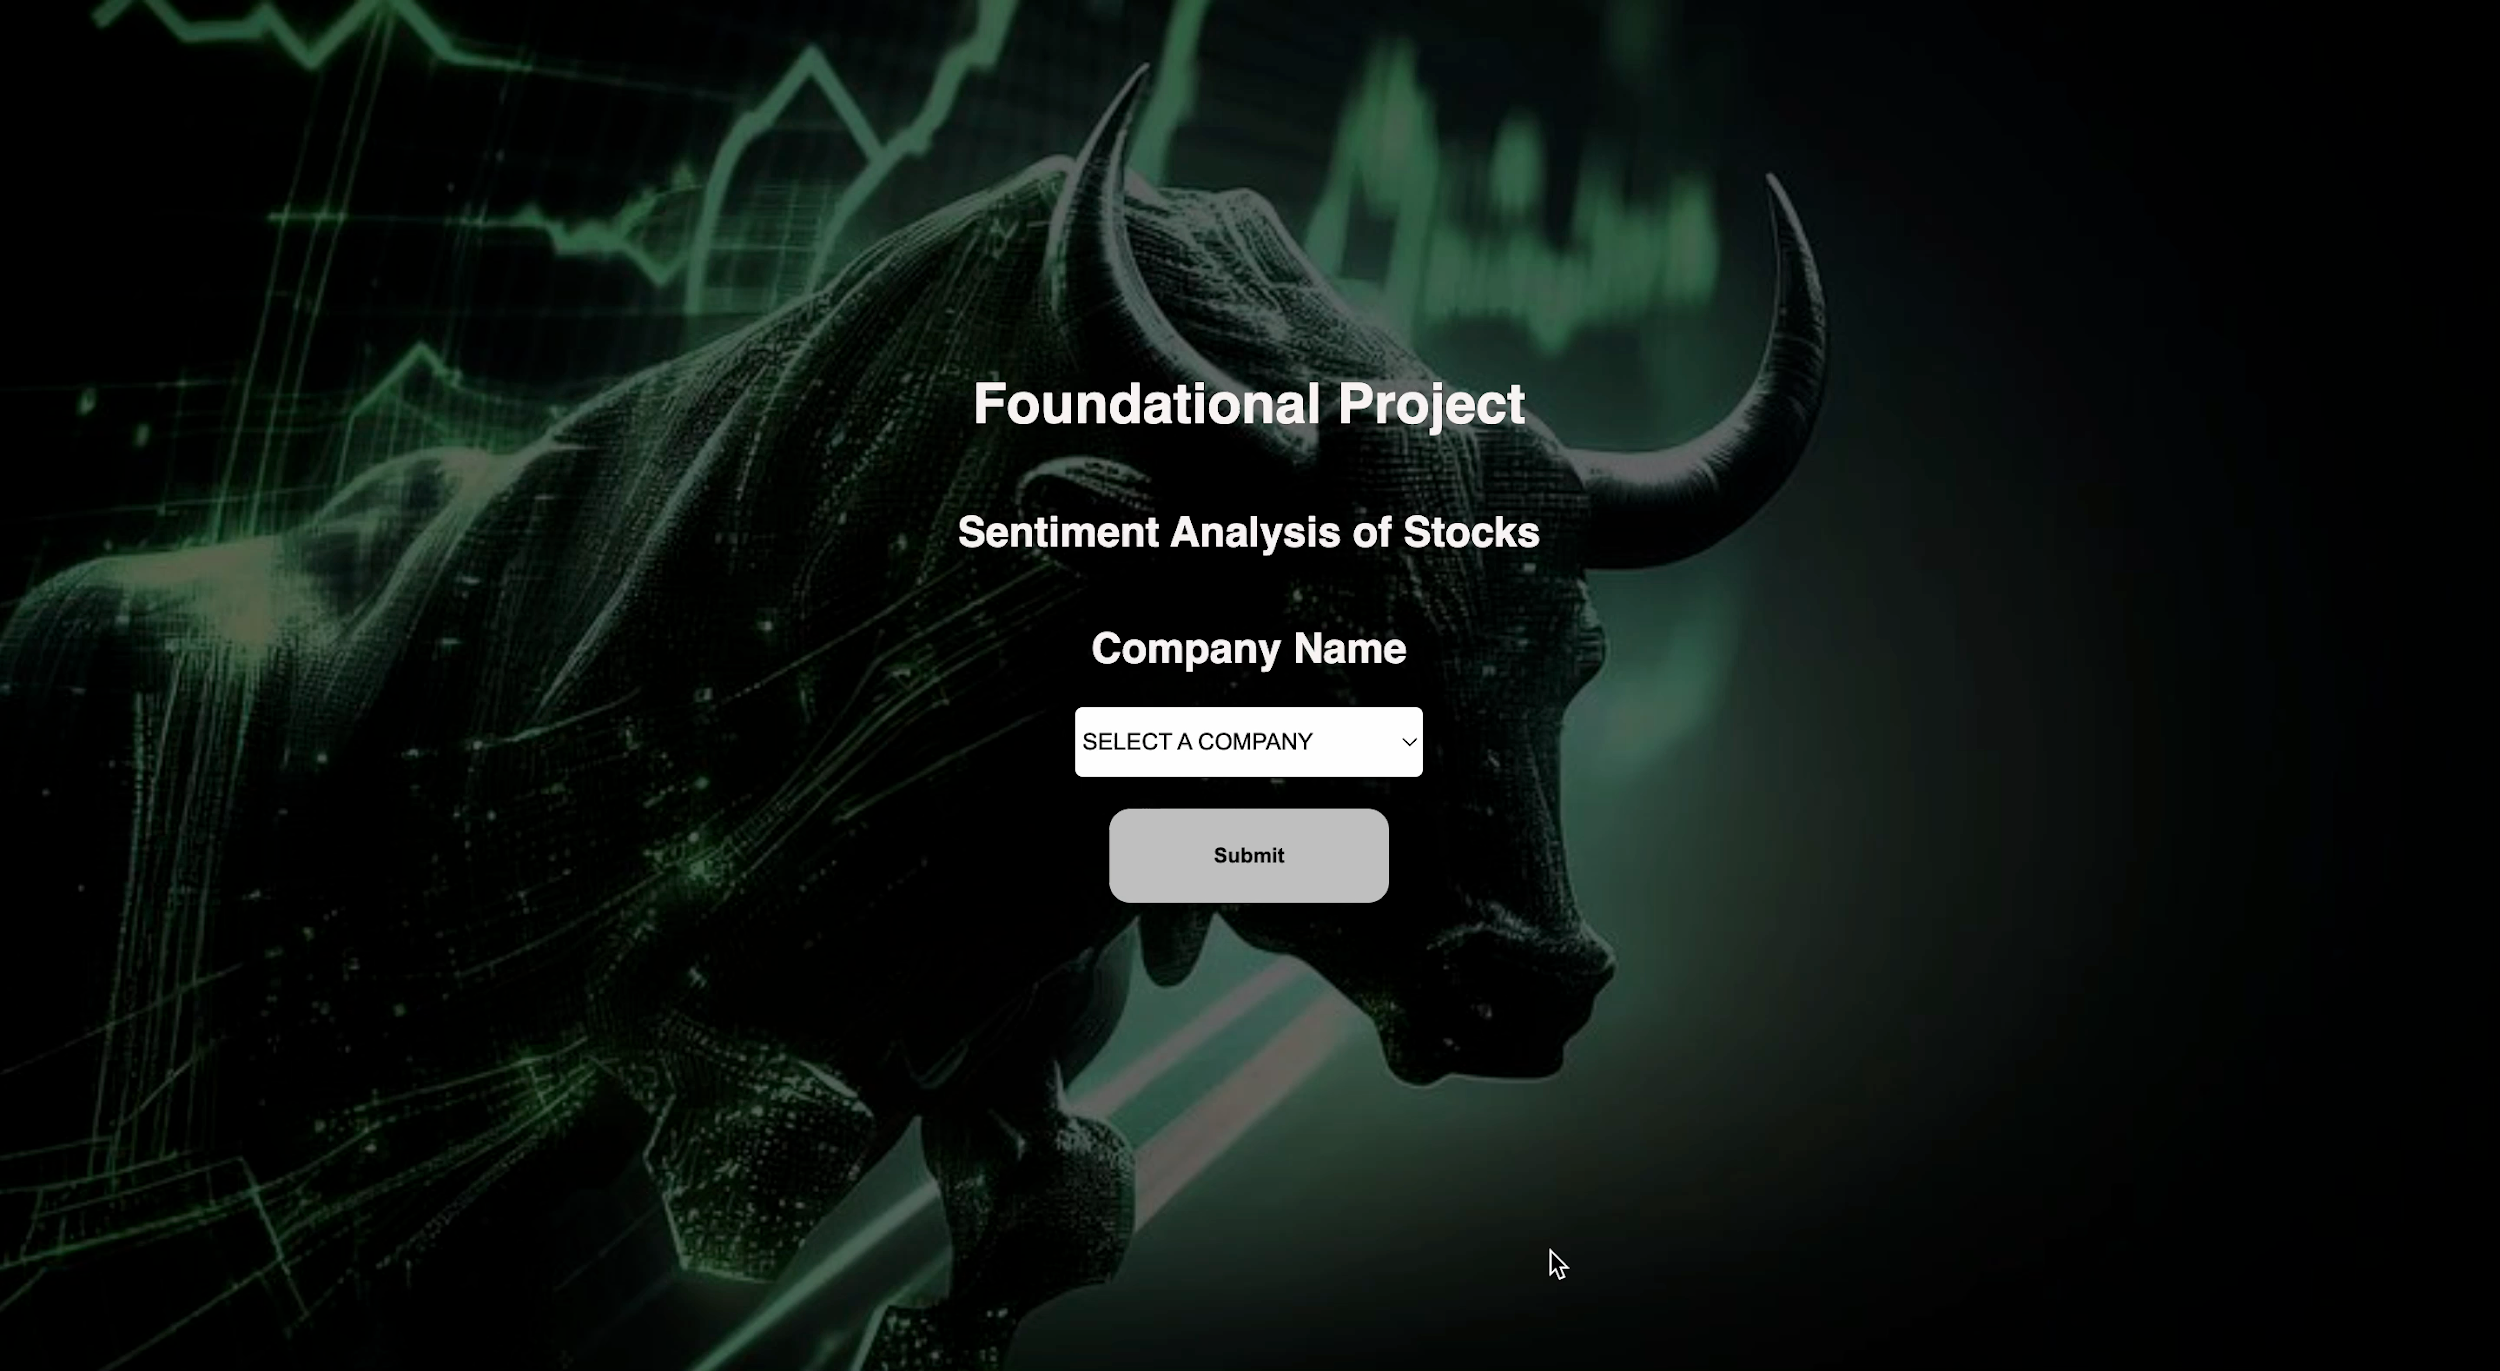 Foundational Project
Sentiment Analysis of Stocks
Company Name
SELECT A COMPANY
Submit